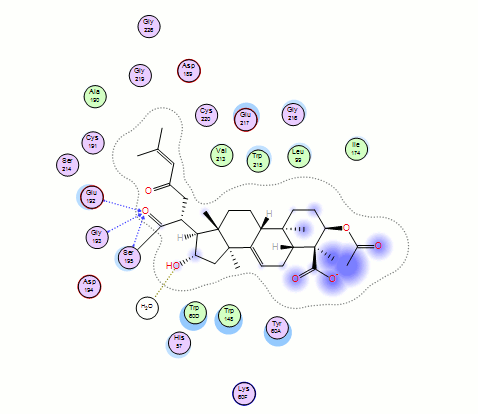 Gly
226
Gly
219
Asp
189
Ala
190
Cys
220
Glu
217
Gly
216
Cys
191
Ser
214
Val
213
Trp
215
Leu
99
Ile
174
Glu
192
O
O
H
O
O
H
H
Gly
193
Ser
195
HO
O
O
Asp
194
H₂O
Trp
60D
Trp
148
Tyr
60A
His
57
Lys
60F